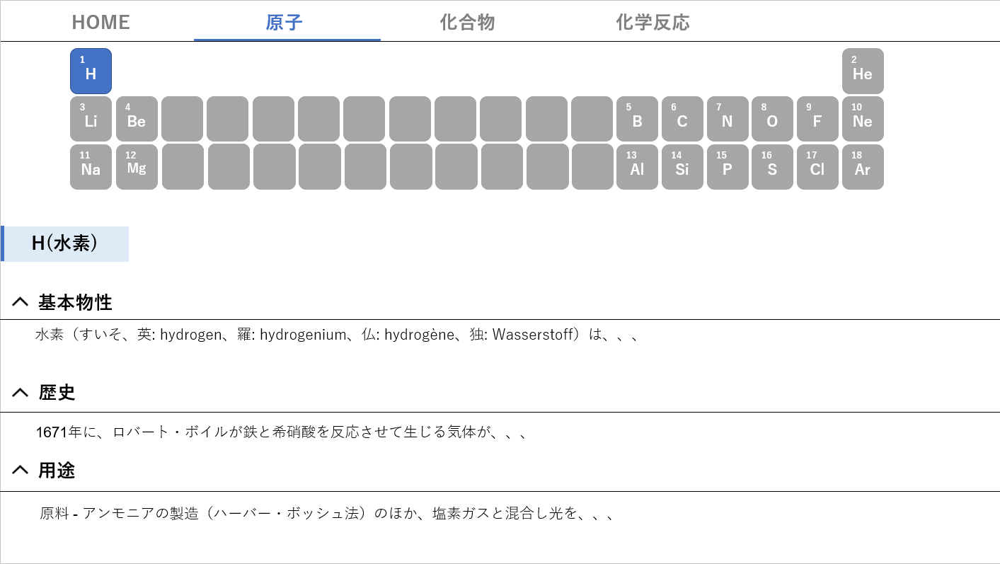 HOME 原子 化合物 化学反応
1 2
H He
3 4 5 6 7 8 9 10
Li Be B C N O F Ne
11 12 13 14 15 16 17 18
Na Mg Al Si P S Cl Ar
H(水素)
基本物性
水素（すいそ、英: hydrogen、羅: hydrogenium、仏: hydrogène、独: Wasserstoff）は、、、
歴史
1671年に、ロバート・ボイルが鉄と希硝酸を反応させて生じる気体が、、、
用途
原料 - アンモニアの製造（ハーバー・ボッシュ法）のほか、塩素ガスと混合し光を、、、